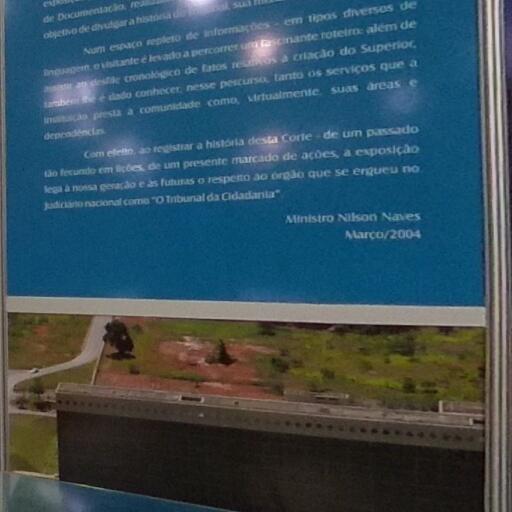 de Documentação,
objetivo de divulgar a história do
Num espaço repleto de informações - em tipos diversos de
linguagem, o visitante é levado a percorrer um fascinante roteiro: além de
assistir ao desfile cronológico de fatos relativos à criação do Superior,
também lhe é dado conhecer, nesse percurso, tanto os serviços que a
instituição presta à comunidade como, virtualmente, suas áreas e
dependências.
Com efeito, ao registrar a história desta Corte - de um passado
tão fecundo em lições, de um presente marcado de ações, a exposição
lega à nossa geração e às futuras o respeito ao órgão que se ergueu no
Judiciário nacional como "O Tribunal da Cidadania".
Ministro Nilson Naves
Março/2004